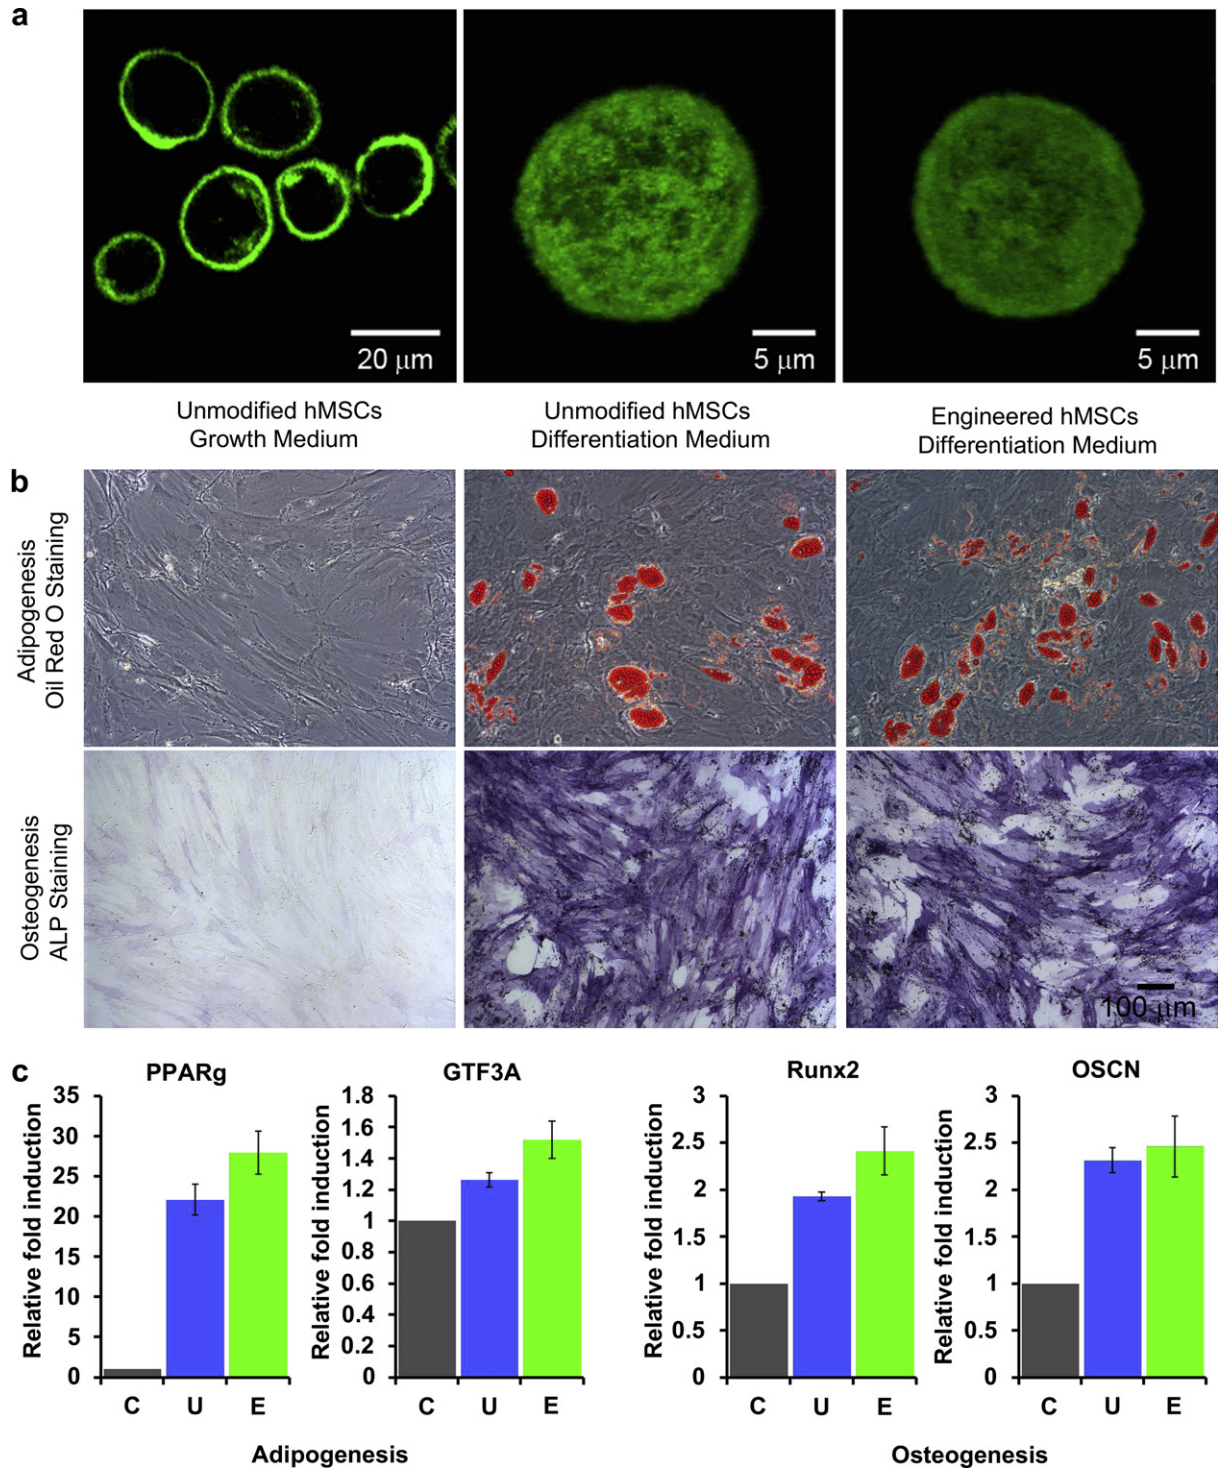 a
20 μm
5 μm
5 μm
Unmodified hMSCs
Growth Medium
Unmodified hMSCs
Differentiation Medium
Engineered hMSCs
Differentiation Medium
b
Adipogenesis
Oil Red O Staining
Osteogenesis
ALP Staining
100 μm
c
PPARg
Relative fold induction
35
30
25
20
15
10
5
0
C U E
GTF3A
Relative fold induction
1.8
1.6
1.4
1.2
1
0.8
0.6
0.4
0.2
0
C U E
Adipogenesis
Runx2
Relative fold induction
3
2.5
2
1.5
1
0.5
0
C U E
OSCN
Relative fold induction
3
2.5
2
1.5
1
0.5
0
C U E
Osteogenesis